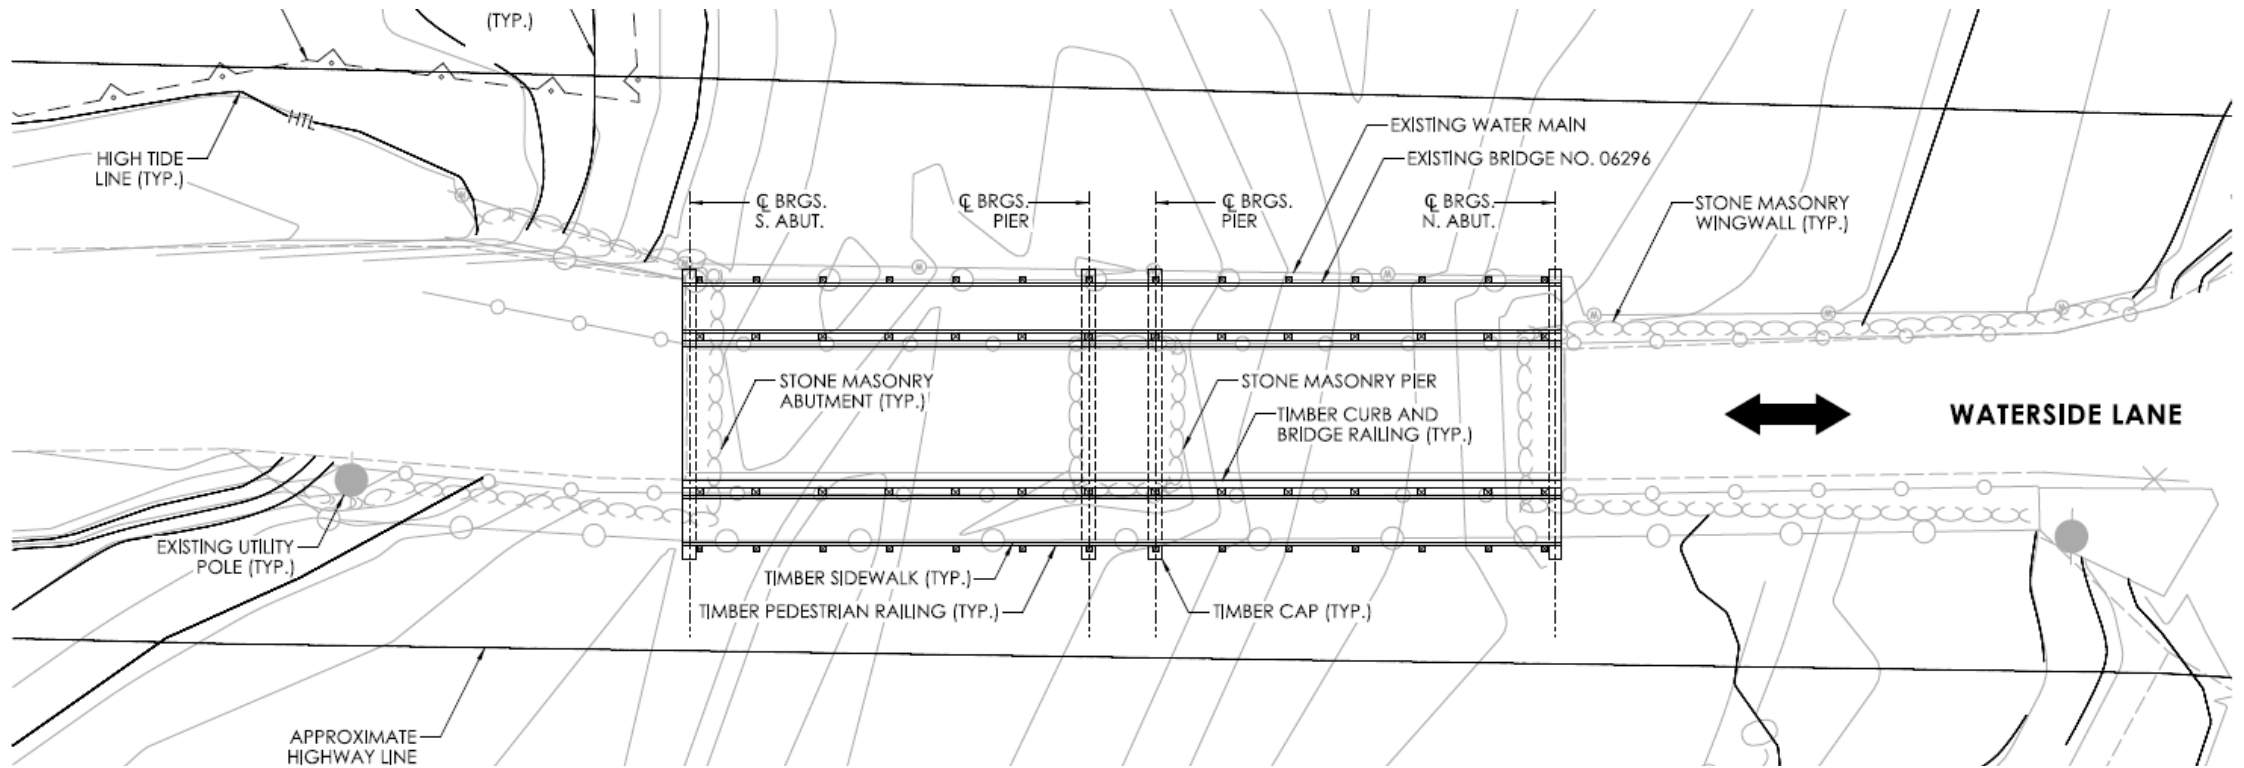 (TYP.)
HTL
HIGH TIDE
LINE (TYP.)
EXISTING WATER MAIN
EXISTING BRIDGE NO. 06296
℄ BRGS.
S. ABUT.
℄ BRGS.
PIER
℄ BRGS.
PIER
℄ BRGS.
N. ABUT.
STONE MASONRY
WINGWALL (TYP.)
W
W
W
W
W
W
STONE MASONRY
ABUTMENT (TYP.)
STONE MASONRY PIER
TIMBER CURB AND
BRIDGE RAILING (TYP.)
WATERSIDE LANE
EXISTING UTILITY
POLE (TYP.)
TIMBER SIDEWALK (TYP.)
TIMBER PEDESTRIAN RAILING (TYP.)
TIMBER CAP (TYP.)
APPROXIMATE
HIGHWAY LINE